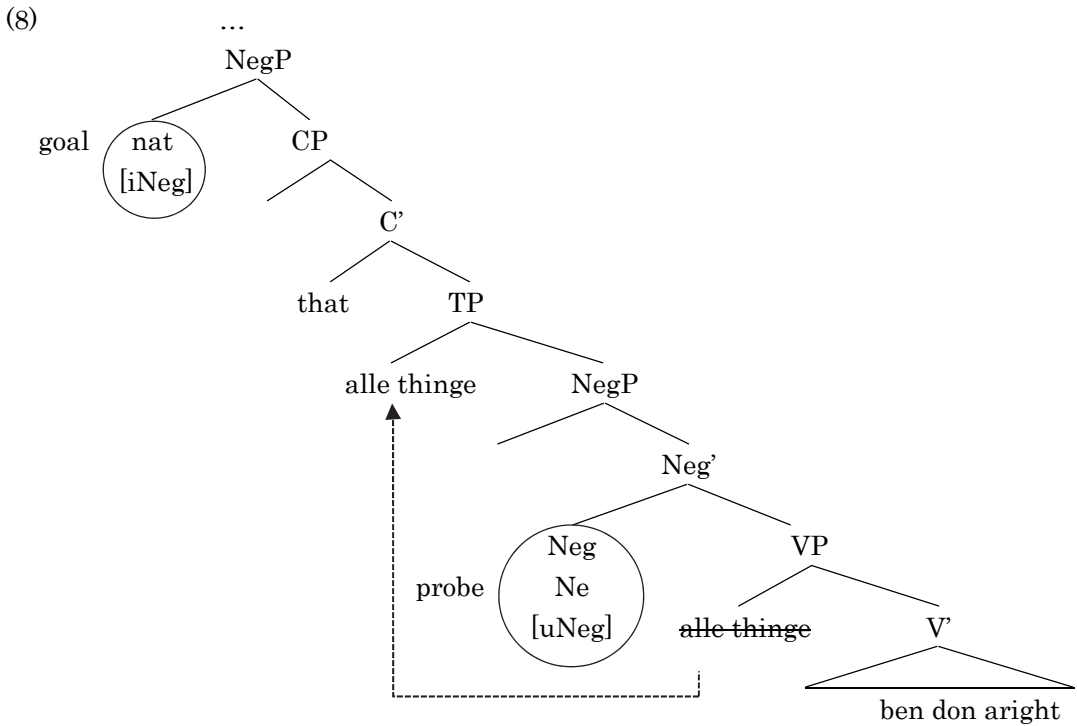 (8)
...
NegP
goal nat CP
[iNeg]
C’
that TP
alle thinge NegP
Neg’
Neg VP
probe Ne
[uNeg] alle thinge V’
ben don aright